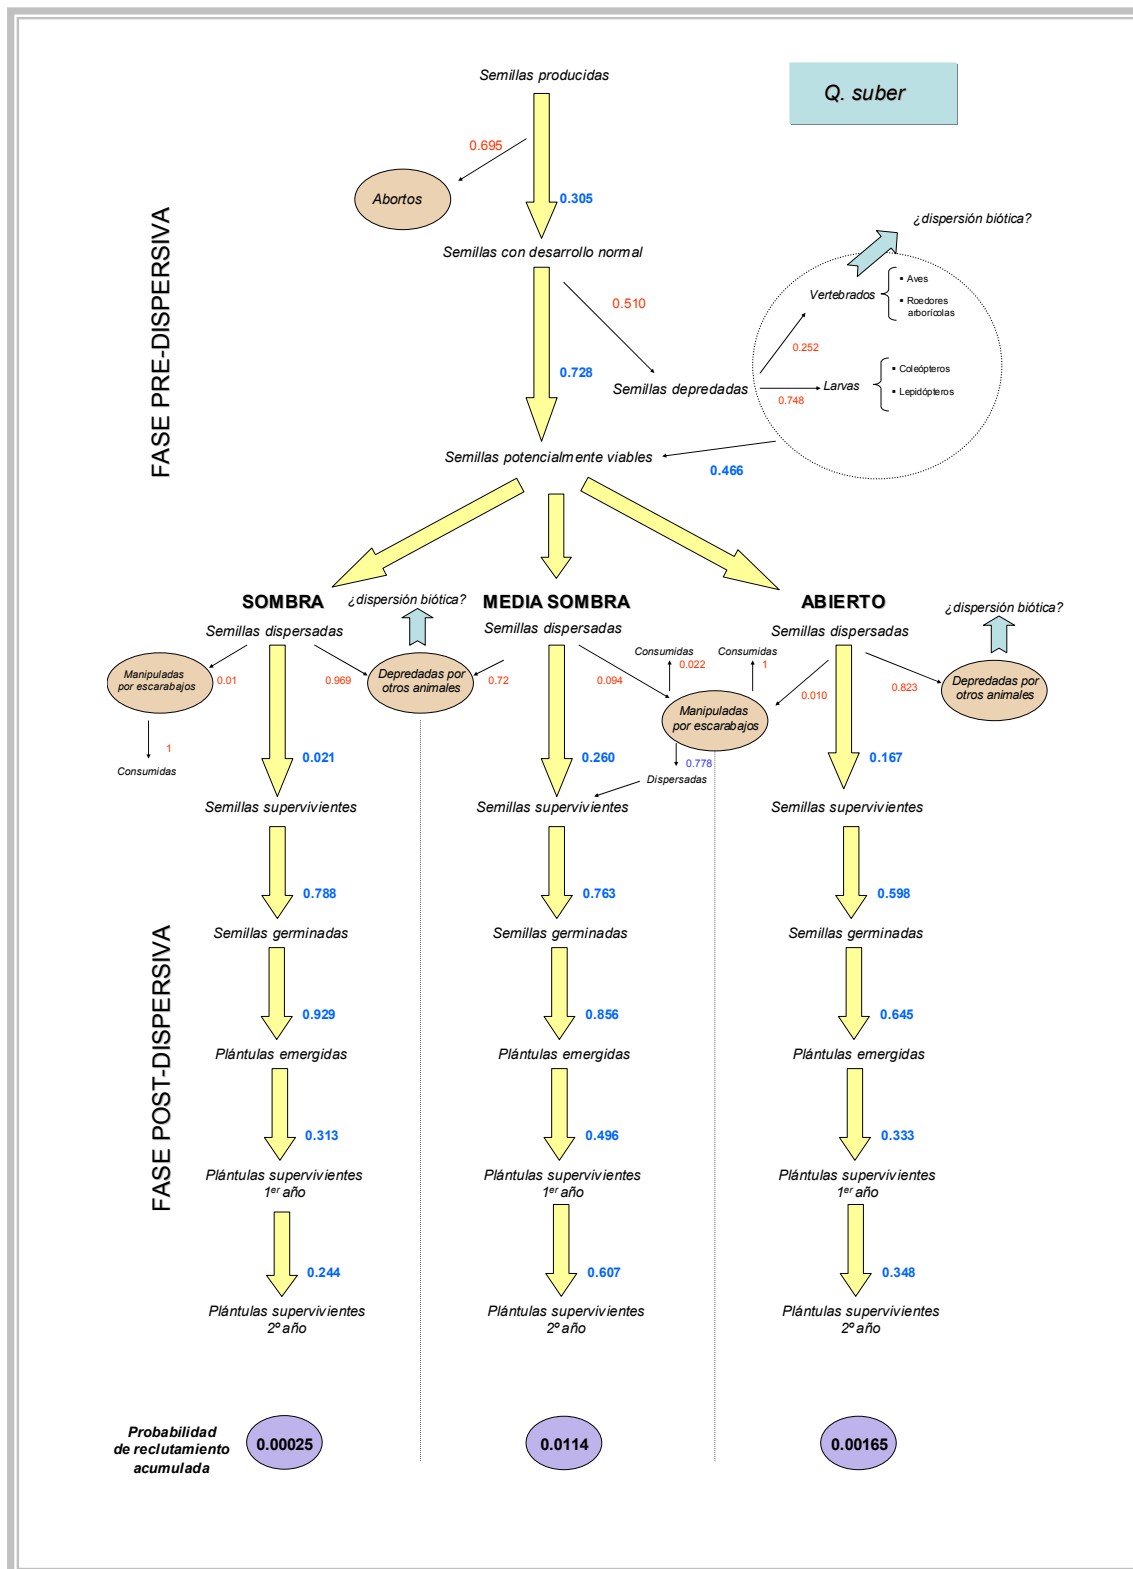 Semillas producidas
Q. suber
0.695
Abortos
0.305
¿dispersión biótica?
Semillas con desarrollo normal
FASE PRE-DISPERSIVA
▪ Aves
Vertebrados
▪ Roedores
arborícolas
0.510
0.252
0.728
▪ Coleópteros
Semillas depredadas
Larvas
▪ Lepidópteros
0.748
Semillas potencialmente viables
0.466
SOMBRA
¿dispersión biótica?
MEDIA SOMBRA
ABIERTO
¿dispersión biótica?
Semillas dispersadas
Semillas dispersadas
Semillas dispersadas
Consumidas
0.022
Consumidas
1
Manipuladas
por escarabajos
0.01
0.969
Depredadas por
otros animales
0.72
0.094
0.010
0.823
Depredadas por
otros animales
Manipuladas
por escarabajos
1
Consumidas
0.021
0.260
0.778
Dispersadas
0.167
Semillas supervivientes
Semillas supervivientes
Semillas supervivientes
0.788
0.763
0.598
FASE POST-DISPERSIVA
Semillas germinadas
Semillas germinadas
Semillas germinadas
0.929
0.856
0.645
Plántulas emergidas
Plántulas emergidas
Plántulas emergidas
0.313
0.496
0.333
Plántulas supervivientes
1er año
Plántulas supervivientes
1er año
Plántulas supervivientes
1er año
0.244
0.607
0.348
Plántulas supervivientes
2º año
Plántulas supervivientes
2º año
Plántulas supervivientes
2º año
Probabilidad
de reclutamiento
acumulada
0.00025
0.0114
0.00165